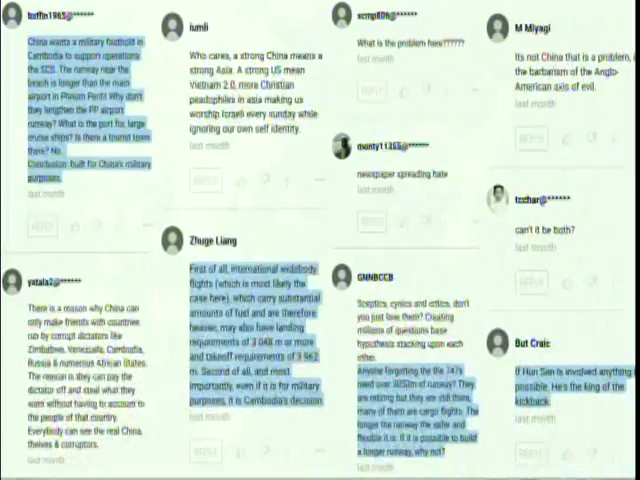 boffin1965@******
China wants a military foothold in
Cambodia to support operations
the SCS. The runway near the
beach is longer than the main
airport in Phnom Penh! Why don't
they lengthen the PP airport
runway? What is the port for, large
cruise ships? Is there a tourist town
there? No.
Conclusion: built for China's military
purposes.
last month
REPLY
yatala2@******
There is a reason why China can
only make friends with countries
run by corrupt dictators like
Zimbabwe, Venezuela, Cambodia,
Russia & numerous African States.
The reason is they can pay the
dictator off and steal what they
want without having to account to
the people of that country.
Everybody can see the real China,
theives & corruptors.
last month
iumli
Who cares, a strong China means a
strong Asia. A strong US mean
Vietnam 2.0, more Christian
peadophiles in asia making us
worship Israeli every sunday while
ignoring our own self identity.
last month
REPLY
Zhuge Liang
First of all, international widebody
flights (which is most likely the
case here), which carry substantial
amounts of fuel and are therefore
heavier, may also have landing
requirements of 3 048 m or more
and takeoff requirements of 3 962
m. Second of all, and most
importantly, even if it is for military
purposes, it is Cambodia's decision.
last month
REPLY
scmp806@******
What is the problem here??????
last month
REPLY
monty11255@******
newspaper spreading hate
last month
REPLY
GNNBCCB
Sceptics, cynics and critics, don't
you just love them? Creating
millions of questions base
hypothesis stacking upon each
other.
Anyone forgetting the the 747s
need over 3050m of runway? They
are retiring but they are still there,
many of them are cargo flights. The
longer the runway the safer and
flexible it is. If it is possible to build
a longer runway, why not?
last month
M Miyagi
Its not China that is a problem, i
the barbarism of the Anglo-
American axis of evil.
last month
REPLY
tcchar@******
can't it be both?
last month
REPLY
But Craic
If Hun Sen is involved anything i
possible. He's the king of the
kickback.
last month
REPLY